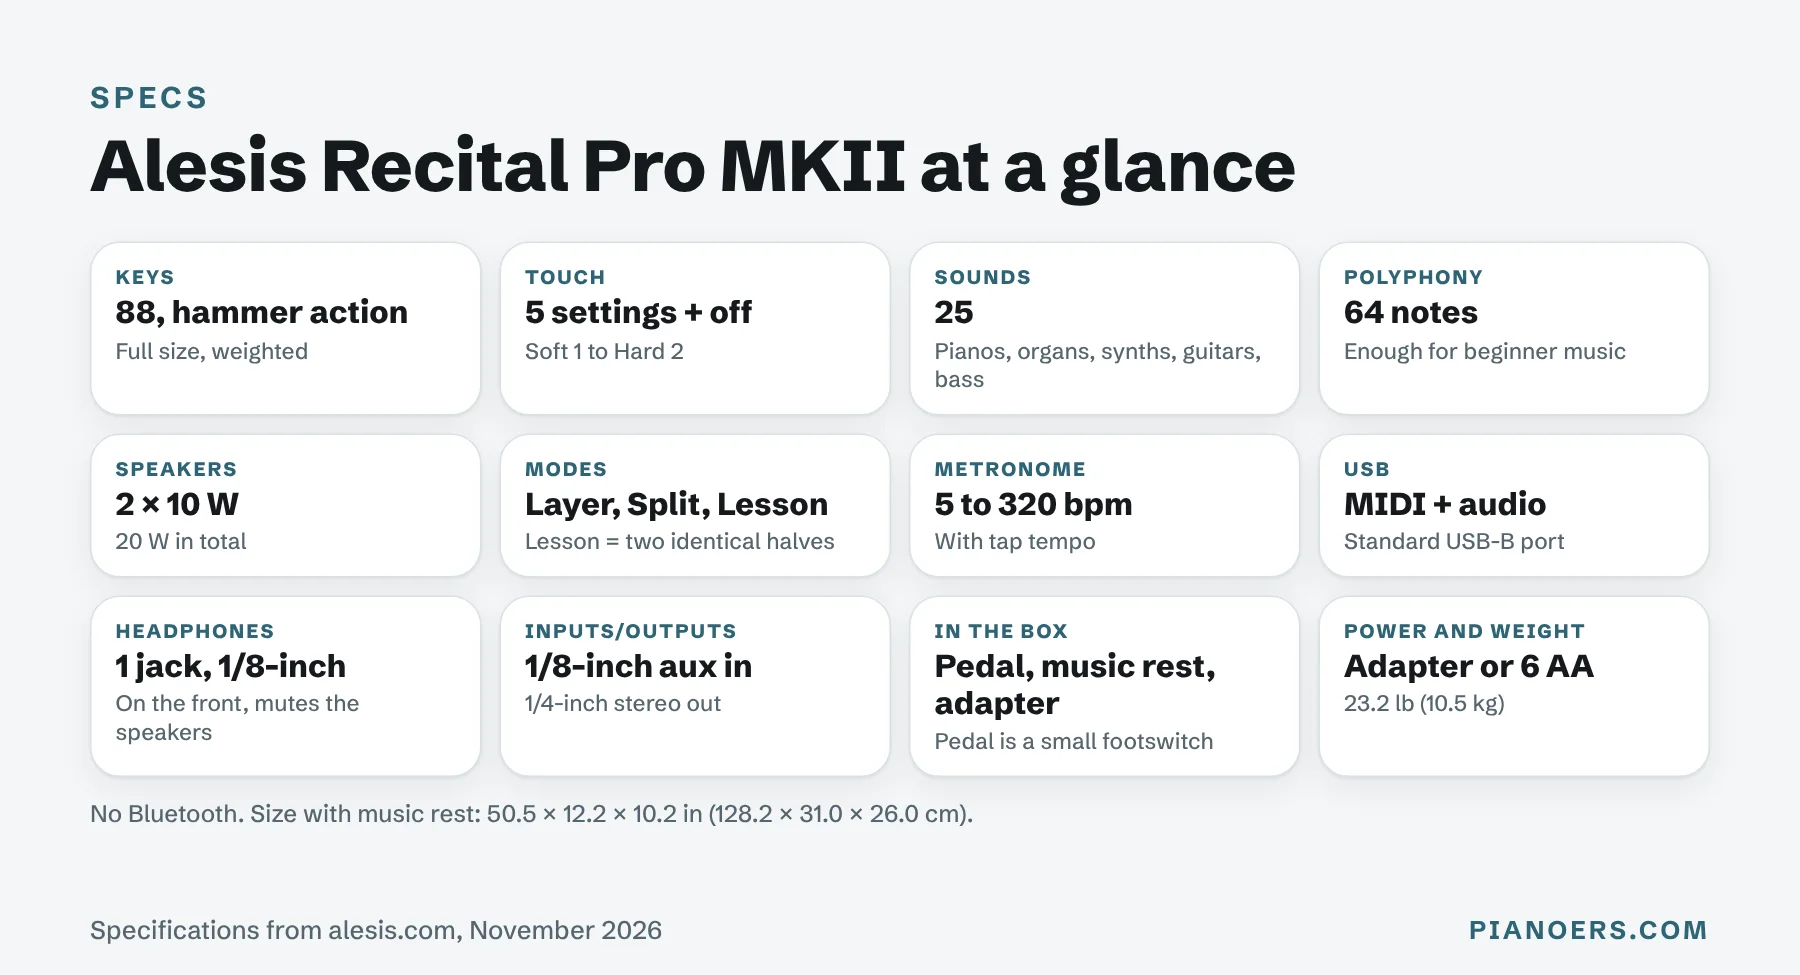 SPECS
Alesis Recital Pro MKII at a glance
KEYS
88, hammer action
Full size, weighted
TOUCH
5 settings + off
Soft 1 to Hard 2
SOUNDS
25
Pianos, organs, synths, guitars,
bass
POLYPHONY
64 notes
Enough for beginner music
SPEAKERS
2 × 10 W
20 W in total
MODES
Layer, Split, Lesson
Lesson = two identical halves
METRONOME
5 to 320 bpm
With tap tempo
USB
MIDI + audio
Standard USB-B port
HEADPHONES
1 jack, 1/8-inch
On the front, mutes the
speakers
INPUTS/OUTPUTS
1/8-inch aux in
1/4-inch stereo out
IN THE BOX
Pedal, music rest,
adapter
Pedal is a small footswitch
POWER AND WEIGHT
Adapter or 6 AA
23.2 lb (10.5 kg)
No Bluetooth. Size with music rest: 50.5 × 12.2 × 10.2 in (128.2 × 31.0 × 26.0 cm).
Specifications from alesis.com, November 2026
PIANOERS.COM